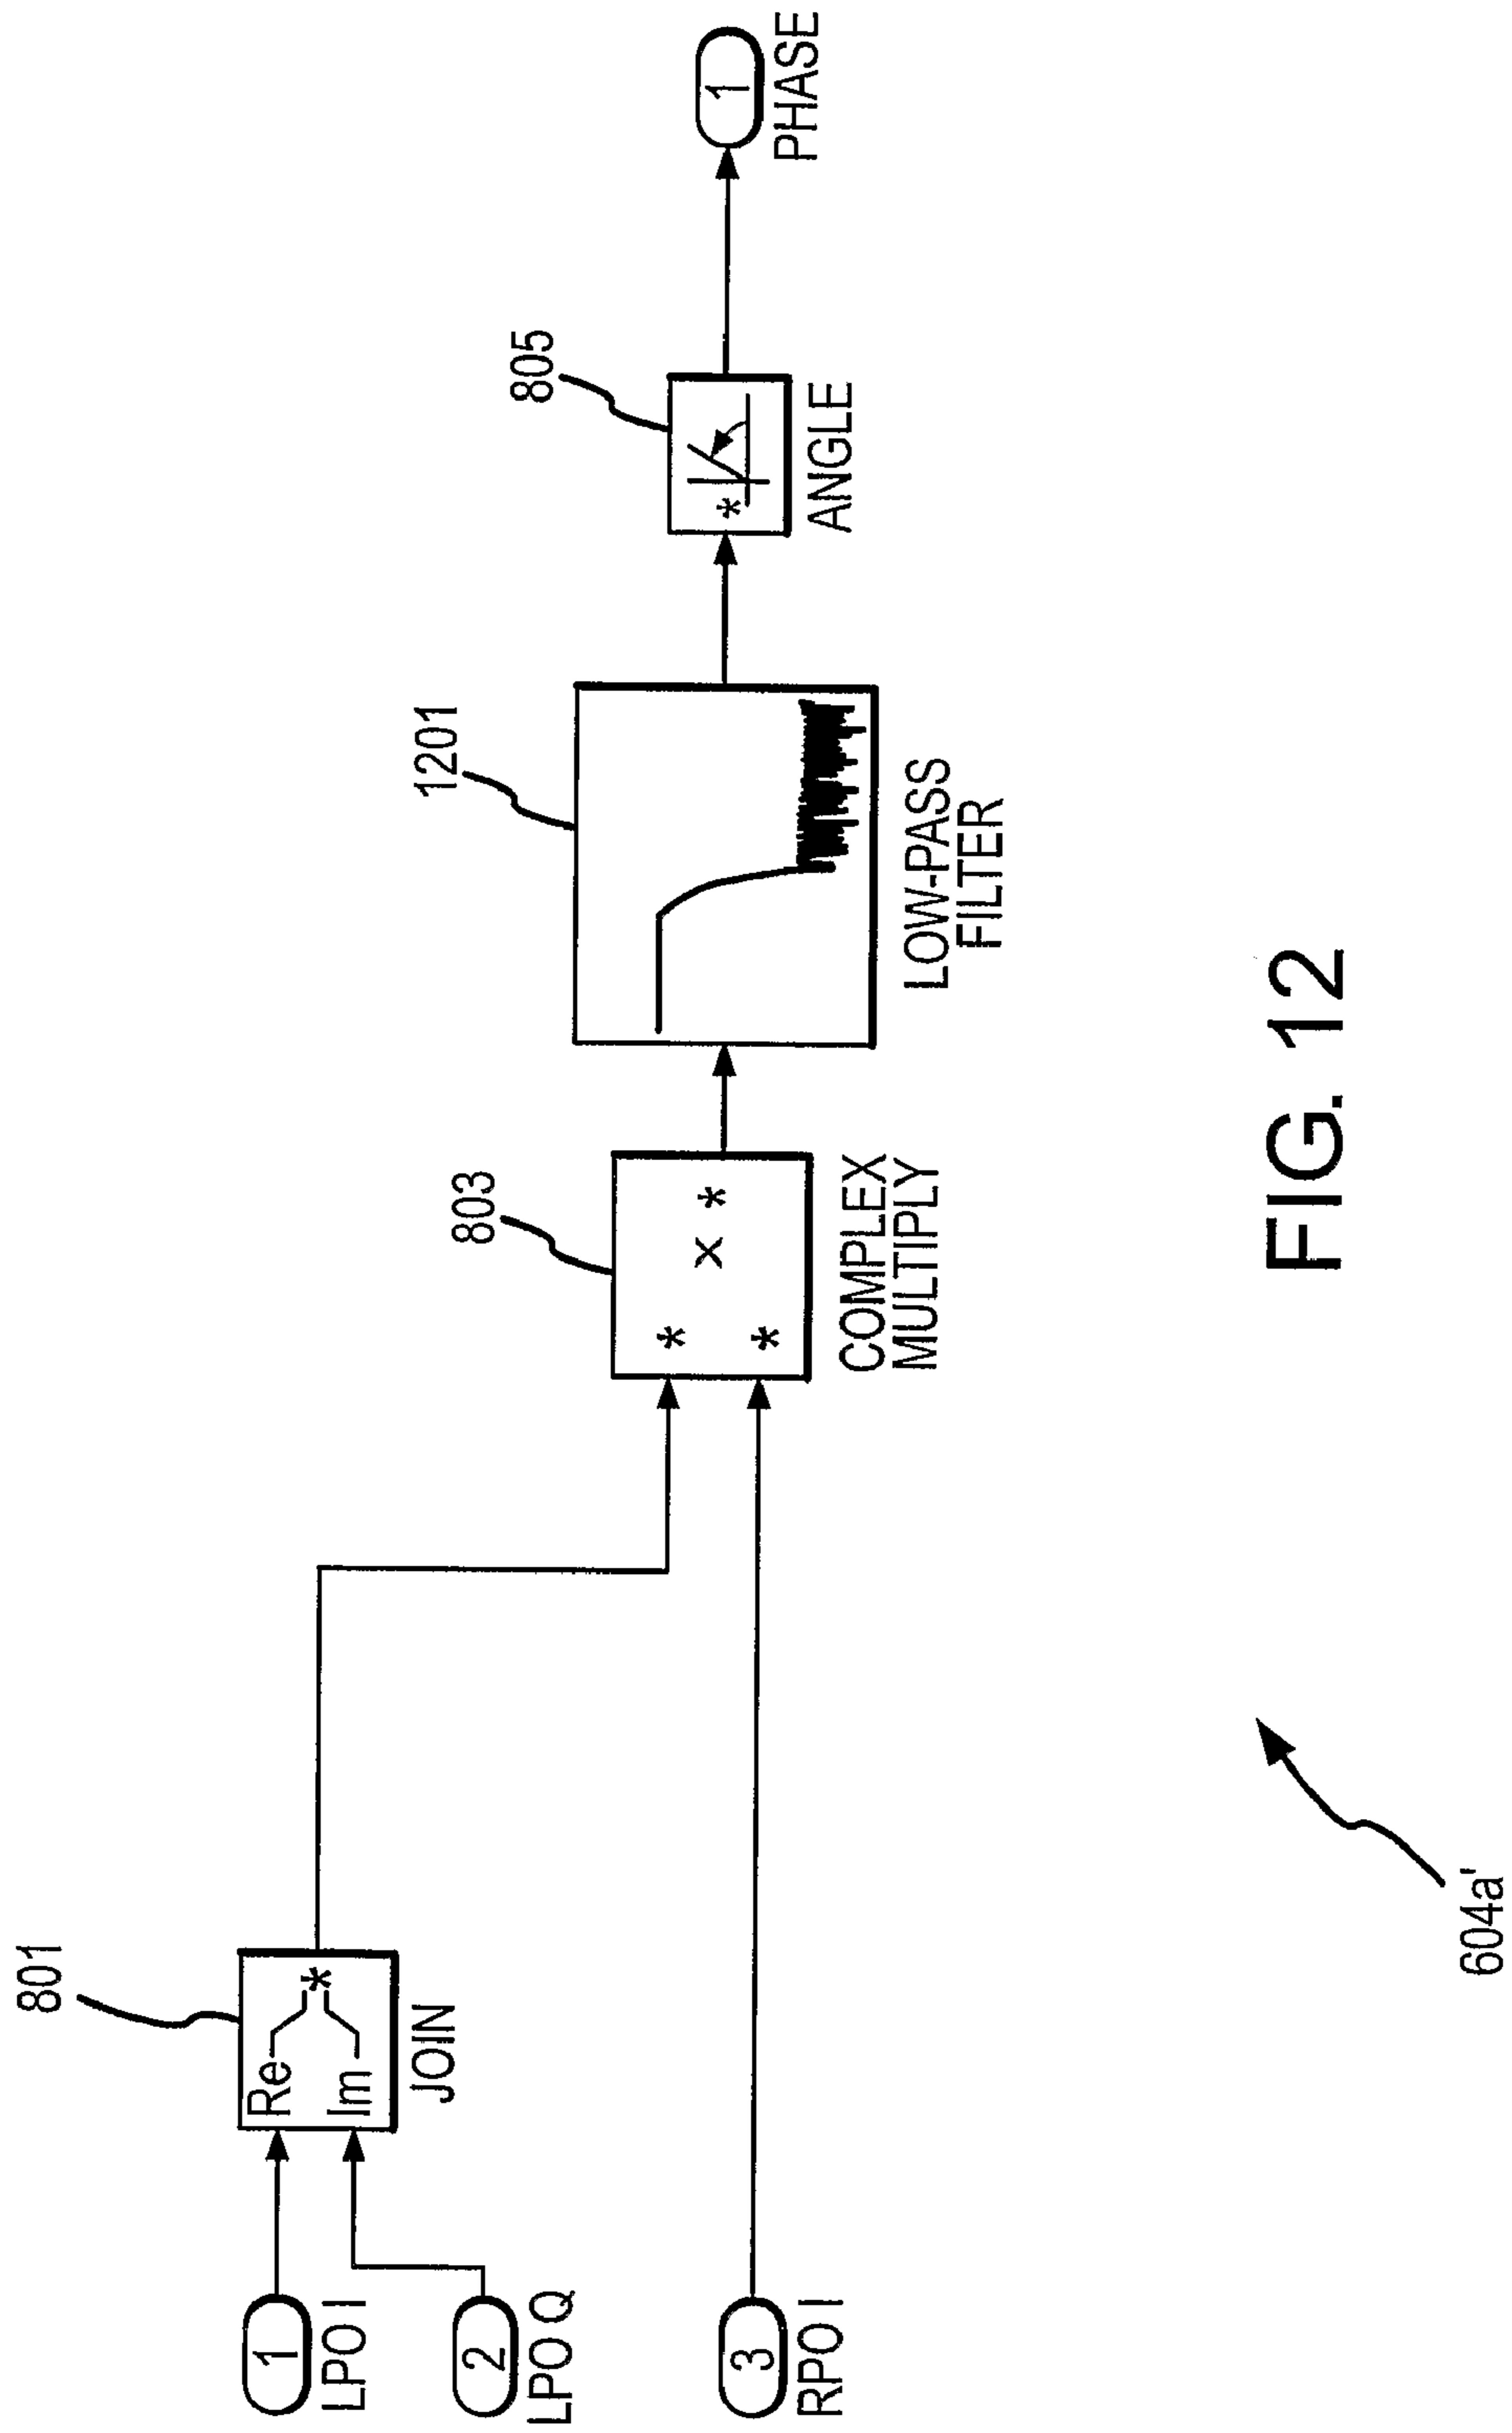 801
Re
*
Im
JOIN
1
LPO I
2
LPO Q
3
RPO I
803
*
*
x
*
COMPLEX
MULTIPLY
1201
LOW-PASS
FILTER
805
*
ANGLE
1
PHASE
604a'
FIG. 12